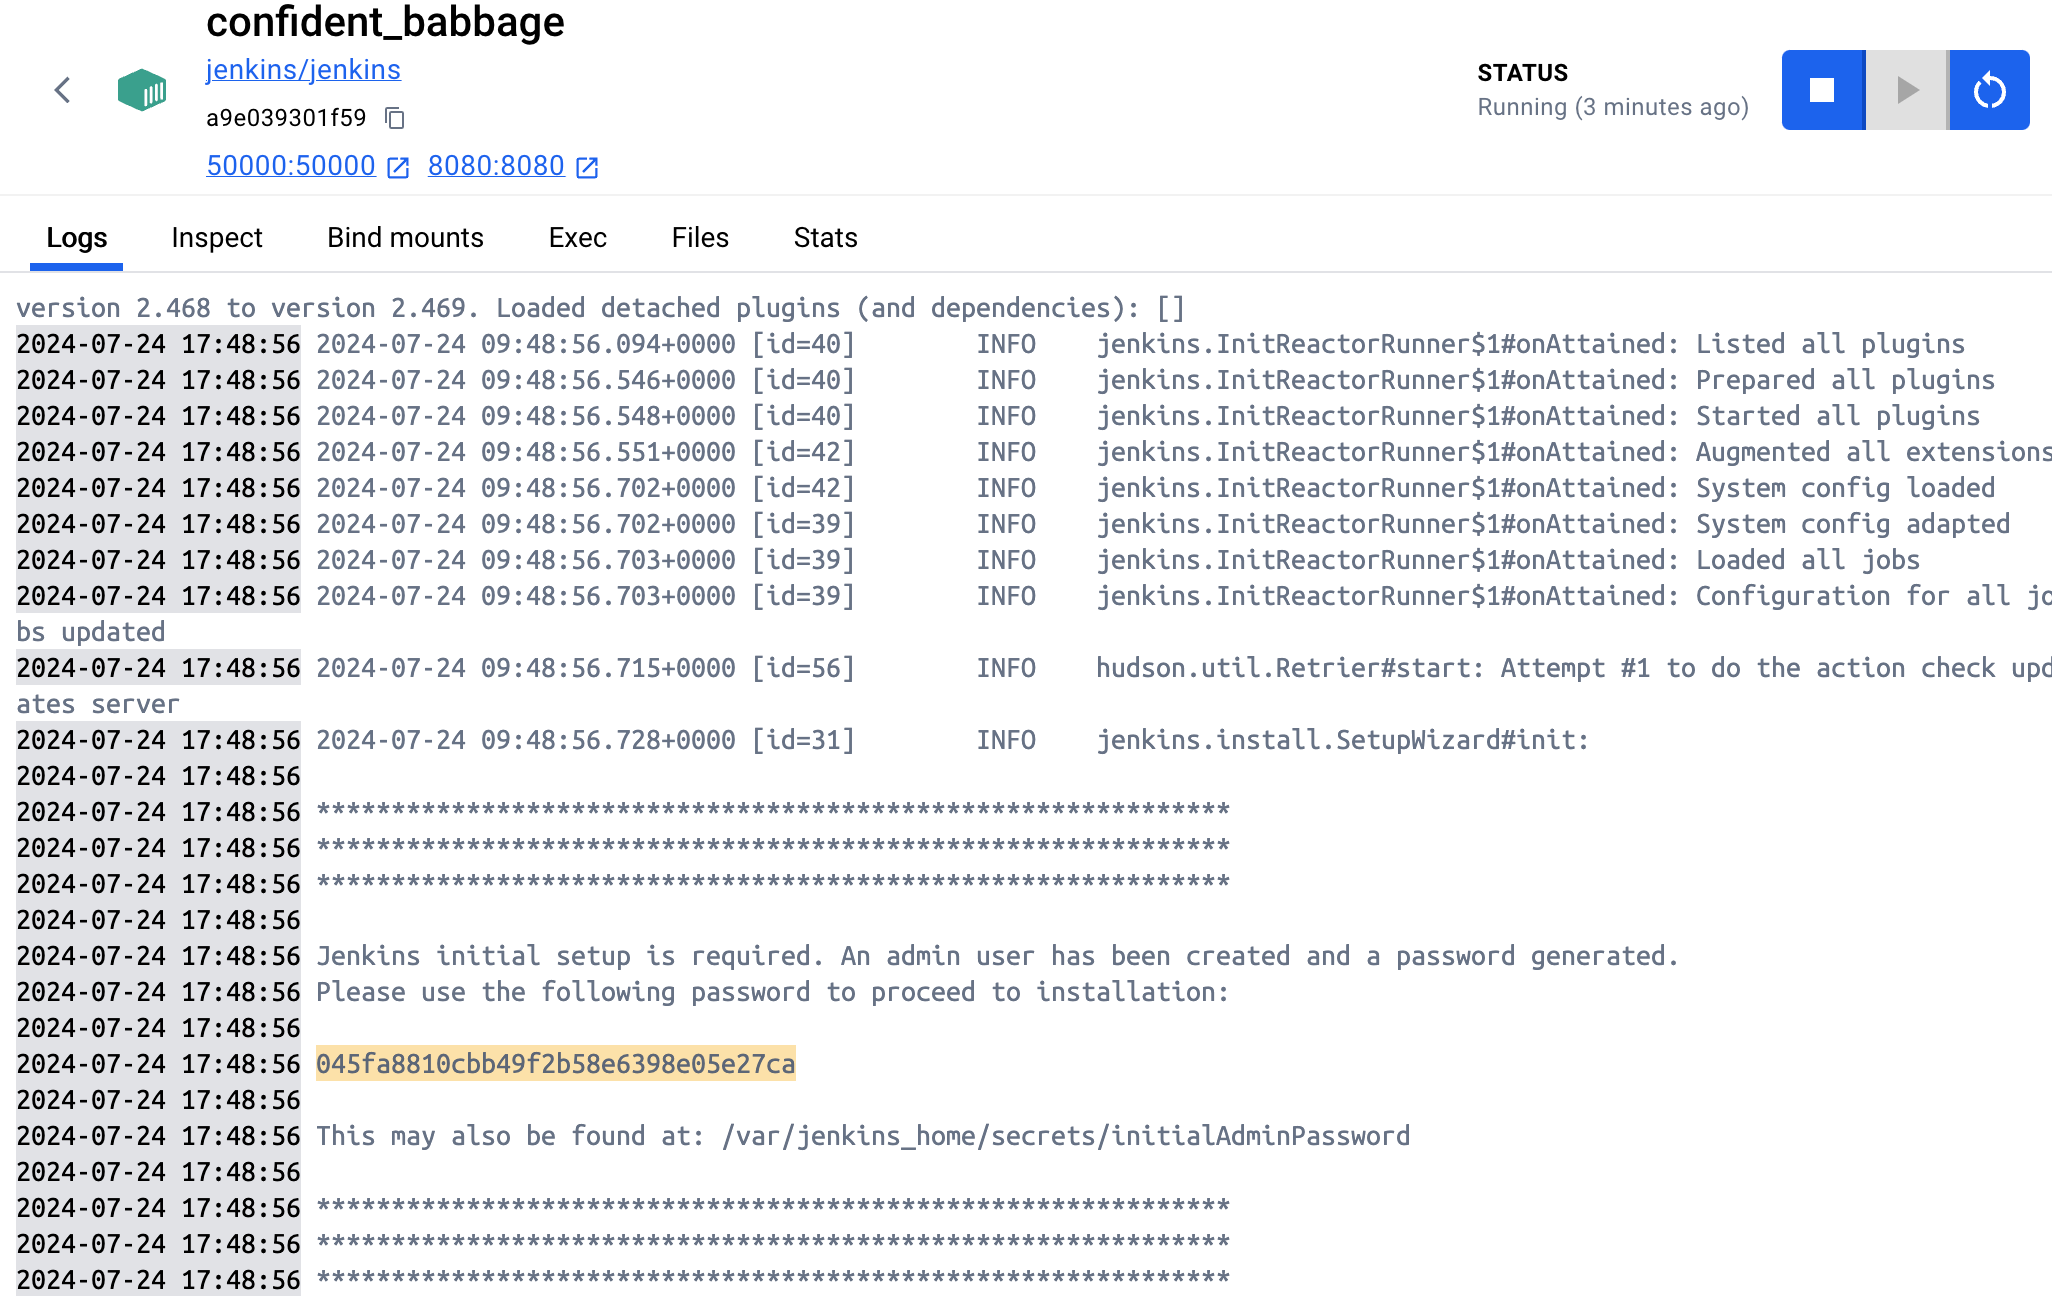 confident_babbage
jenkins/jenkins
a9e039301f59
50000:50000 8080:8080
STATUS
Running (3 minutes ago)
Logs Inspect Bind mounts Exec Files Stats
version 2.468 to version 2.469. Loaded detached plugins (and dependencies): []
2024-07-24 17:48:56 2024-07-24 09:48:56.094+0000 [id=40] INFO jenkins.InitReactorRunner$1#onAttained: Listed all plugins
2024-07-24 17:48:56 2024-07-24 09:48:56.546+0000 [id=40] INFO jenkins.InitReactorRunner$1#onAttained: Prepared all plugins
2024-07-24 17:48:56 2024-07-24 09:48:56.548+0000 [id=40] INFO jenkins.InitReactorRunner$1#onAttained: Started all plugins
2024-07-24 17:48:56 2024-07-24 09:48:56.551+0000 [id=42] INFO jenkins.InitReactorRunner$1#onAttained: Augmented all extensions
2024-07-24 17:48:56 2024-07-24 09:48:56.702+0000 [id=42] INFO jenkins.InitReactorRunner$1#onAttained: System config loaded
2024-07-24 17:48:56 2024-07-24 09:48:56.702+0000 [id=39] INFO jenkins.InitReactorRunner$1#onAttained: System config adapted
2024-07-24 17:48:56 2024-07-24 09:48:56.703+0000 [id=39] INFO jenkins.InitReactorRunner$1#onAttained: Loaded all jobs
2024-07-24 17:48:56 2024-07-24 09:48:56.703+0000 [id=39] INFO jenkins.InitReactorRunner$1#onAttained: Configuration for all jo
bs updated
2024-07-24 17:48:56 2024-07-24 09:48:56.715+0000 [id=56] INFO hudson.util.Retrier#start: Attempt #1 to do the action check upd
ates server
2024-07-24 17:48:56 2024-07-24 09:48:56.728+0000 [id=31] INFO jenkins.install.SetupWizard#init:
2024-07-24 17:48:56
2024-07-24 17:48:56 *************************************************************
2024-07-24 17:48:56 *************************************************************
2024-07-24 17:48:56 *************************************************************
2024-07-24 17:48:56
2024-07-24 17:48:56 Jenkins initial setup is required. An admin user has been created and a password generated.
2024-07-24 17:48:56 Please use the following password to proceed to installation:
2024-07-24 17:48:56
2024-07-24 17:48:56 045fa8810cbb49f2b58e6398e05e27ca
2024-07-24 17:48:56
2024-07-24 17:48:56 This may also be found at: /var/jenkins_home/secrets/initialAdminPassword
2024-07-24 17:48:56
2024-07-24 17:48:56 *************************************************************
2024-07-24 17:48:56 *************************************************************
2024-07-24 17:48:56 *************************************************************